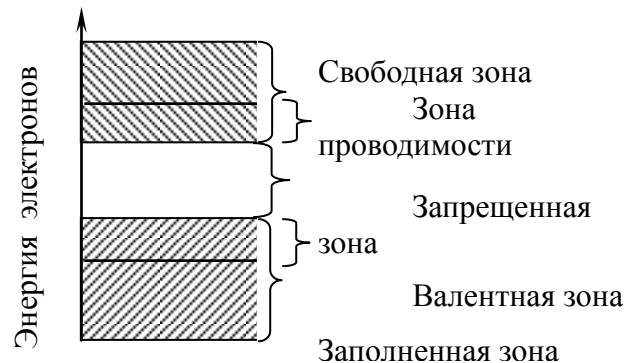 Энергия электронов
Свободная зона
Зона
проводимости
Запрещенная
зона
Валентная зона
Заполненная зона